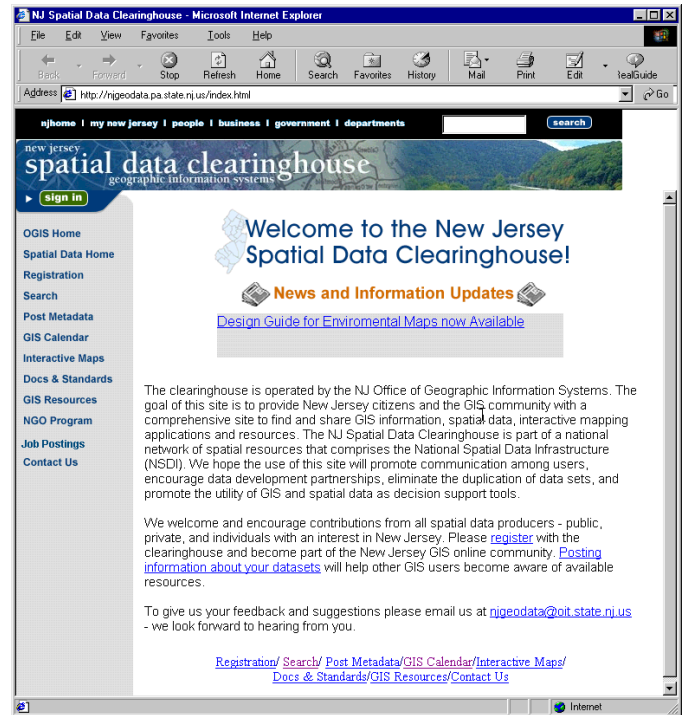 NJ Spatial Data Clearinghouse - Microsoft Internet Explorer
File Edit View Favorites Tools Help
Back Forward Stop Refresh Home Search Favorites History Mail Print Edit lealGuide
Address http://njgeodata.pa.state.nj.us/index.html Go
njhome | my new jersey | people | business | government | departments search
new jersey
spatial data clearinghouse
geographic information systems
sign in
OGIS Home
Spatial Data Home
Registration
Search
Post Metadata
GIS Calendar
Interactive Maps
Docs & Standards
GIS Resources
NGO Program
Job Postings
Contact Us
Welcome to the New Jersey
Spatial Data Clearinghouse!
News and Information Updates
Design Guide for Enviromental Maps now Available
The clearinghouse is operated by the NJ Office of Geographic Information Systems. The
goal of this site is to provide New Jersey citizens and the GIS community with a
comprehensive site to find and share GIS information, spatial data, interactive mapping
applications and resources. The NJ Spatial Data Clearinghouse is part of a national
network of spatial resources that comprises the National Spatial Data Infrastructure
(NSDI). We hope the use of this site will promote communication among users,
encourage data development partnerships, eliminate the duplication of data sets, and
promote the utility of GIS and spatial data as decision support tools.
We welcome and encourage contributions from all spatial data producers - public,
private, and individuals with an interest in New Jersey. Please register with the
clearinghouse and become part of the New Jersey GIS online community. Posting
information about your datasets will help other GIS users become aware of available
resources.
To give us your feedback and suggestions please email us at njgeodata@oit.state.nj.us
- we look forward to hearing from you.
Registration/ Search/ Post Metadata/GIS Calendar/Interactive Maps/
Docs & Standards/GIS Resources/Contact Us
Internet